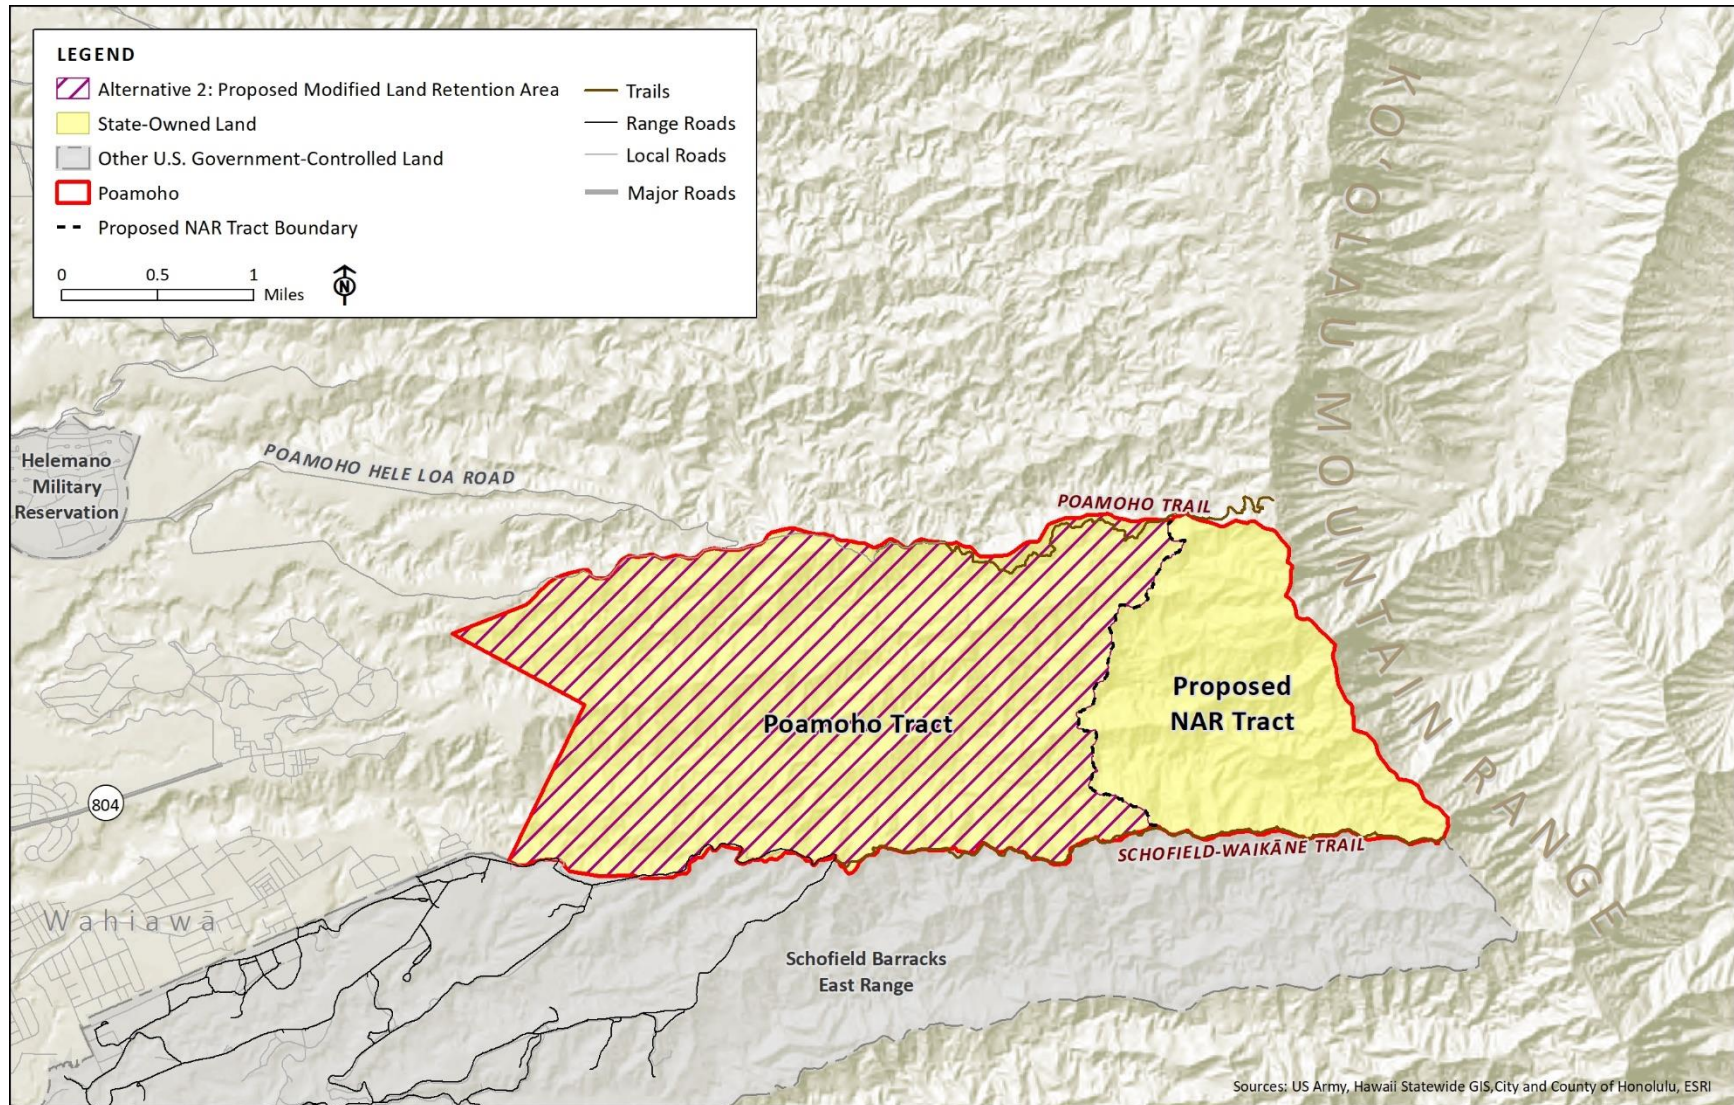 LEGEND
Alternative 2: Proposed Modified Land Retention Area
State-Owned Land
Other U.S. Government-Controlled Land
Poamoho
Proposed NAR Tract Boundary
Trails
Range Roads
Local Roads
Major Roads
0 0.5 1
Miles
N
KO'OLAU MOUNTAIN RANGE
Helemano
Military
Reservation
POAMOHO HELE LOA ROAD
POAMOHO TRAIL
Proposed
NAR Tract
Poamoho Tract
804
SCHOFIELD-WAIKĀNE TRAIL
Wahiawā
Schofield Barracks
East Range
Sources: US Army, Hawaii Statewide GIS,City and County of Honolulu, ESRI